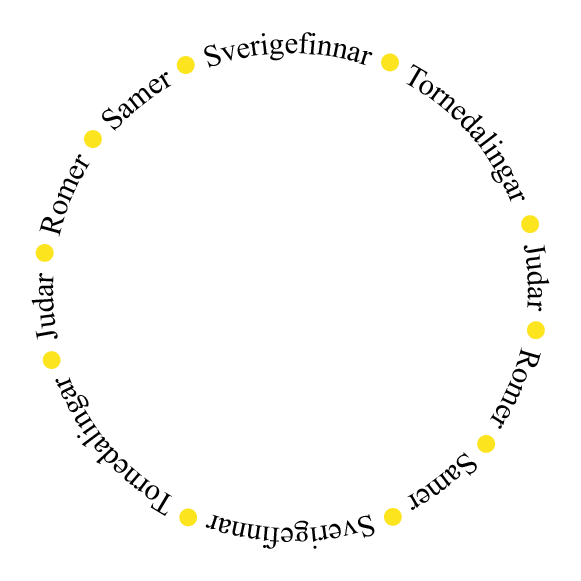 Sverigefinnar
Tornedalingar
Judar
Romer
Samer
Sverigefinnar
Tornedalingar
Judar
Romer
Samer